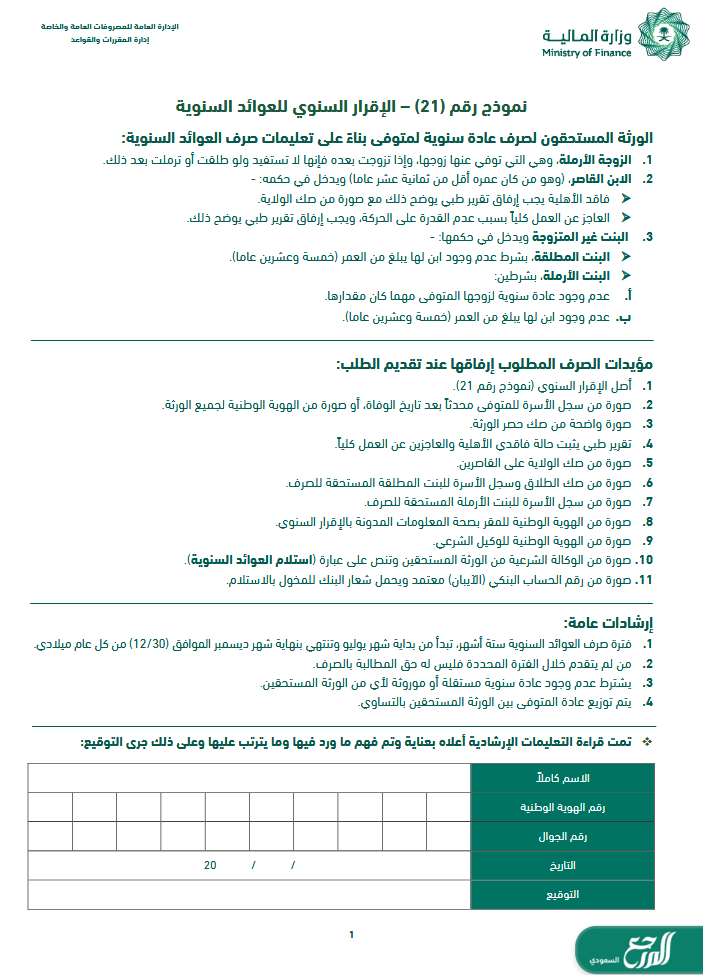 الإدارة العامة للمصروفات العامة والخاصة
إدارة المقررات والقواعد
وزارة المالية
Ministry of Finance
نموذج رقم (21) – الإقرار السنوي للعوائد السنوية
الورثة المستحقون لصرف عادة سنوية لمتوفى بناءً على تعليمات صرف العوائد السنوية:
1. الزوجة الأرملة، وهي التي توفي عنها زوجها، وإذا تزوجت بعده فإنها لا تستفيد ولو طلقت أو ترملت بعد ذلك.
2. الابن القاصر، (وهو من كان عمره أقل من ثمانية عشر عاما) ويدخل في حكمه: -
➤ فاقد الأهلية يجب إرفاق تقرير طبي يوضح ذلك مع صورة من صك الولاية.
➤ العاجز عن العمل كلياً بسبب عدم القدرة على الحركة، ويجب إرفاق تقرير طبي يوضح ذلك.
3. البنت غير المتزوجة ويدخل في حكمها: -
➤ البنت المطلقة، بشرط عدم وجود ابن لها يبلغ من العمر (خمسة وعشرين عاما).
➤ البنت الأرملة، بشرطين:
أ. عدم وجود عادة سنوية لزوجها المتوفى مهما كان مقدارها.
ب. عدم وجود ابن لها يبلغ من العمر (خمسة وعشرين عاما).
مؤيدات الصرف المطلوب إرفاقها عند تقديم الطلب:
1. أصل الإقرار السنوي (نموذج رقم 21).
2. صورة من سجل الأسرة للمتوفى محدثاً بعد تاريخ الوفاة، أو صورة من الهوية الوطنية لجميع الورثة.
3. صورة واضحة من صك حصر الورثة.
4. تقرير طبي يثبت حالة فاقدي الأهلية والعاجزين عن العمل كلياً.
5. صورة من صك الولاية على القاصرين.
6. صورة من صك الطلاق وسجل الأسرة للبنت المطلقة المستحقة للصرف.
7. صورة من سجل الأسرة للبنت الأرملة المستحقة للصرف.
8. صورة من الهوية الوطنية للمقر بصحة المعلومات المدونة بالإقرار السنوي.
9. صورة من الهوية الوطنية للوكيل الشرعي.
10. صورة من الوكالة الشرعية من الورثة المستحقين وتنص على عبارة (استلام العوائد السنوية).
11. صورة من رقم الحساب البنكي (الآيبان) معتمد ويحمل شعار البنك للمخول بالاستلام.
إرشادات عامة:
1. فترة صرف العوائد السنوية ستة أشهر، تبدأ من بداية شهر يوليو وتنتهي بنهاية شهر ديسمبر الموافق (12/30) من كل عام ميلادي.
2. من لم يتقدم خلال الفترة المحددة فليس له حق المطالبة بالصرف.
3. يشترط عدم وجود عادة سنوية مستقلة أو موروثة لأي من الورثة المستحقين.
4. يتم توزيع عادة المتوفى بين الورثة المستحقين بالتساوي.
❖ تمت قراءة التعليمات الإرشادية أعلاه بعناية وتم فهم ما ورد فيها وما يترتب عليها وعلى ذلك جرى التوقيع:
الاسم كاملاً
رقم الهوية الوطنية
رقم الجوال
التاريخ / / 20
التوقيع
1
المرجع
السعودي